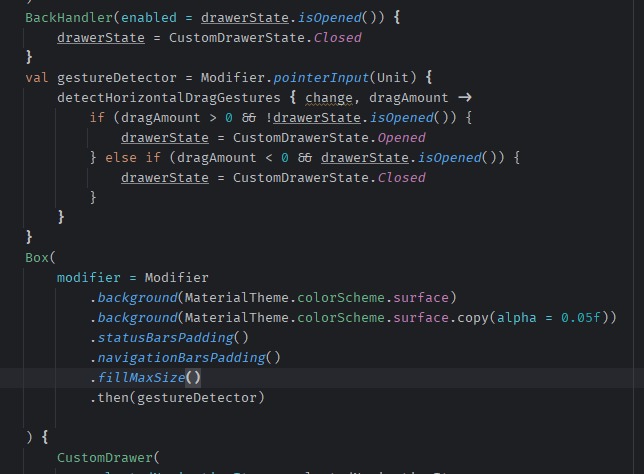 BackHandler(enabled = drawerState.isOpened()) {
    drawerState = CustomDrawerState.Closed
}
val gestureDetector = Modifier.pointerInput(Unit) {
    detectHorizontalDragGestures { change, dragAmount ->
        if (dragAmount > 0 && !drawerState.isOpened()) {
            drawerState = CustomDrawerState.Opened
        } else if (dragAmount < 0 && drawerState.isOpened()) {
            drawerState = CustomDrawerState.Closed
        }
    }
}
Box(
    modifier = Modifier
        .background(MaterialTheme.colorScheme.surface)
        .background(MaterialTheme.colorScheme.surface.copy(alpha = 0.05f))
        .statusBarsPadding()
        .navigationBarsPadding()
        .fillMaxSize()
        .then(gestureDetector)

) {
    CustomDrawer(